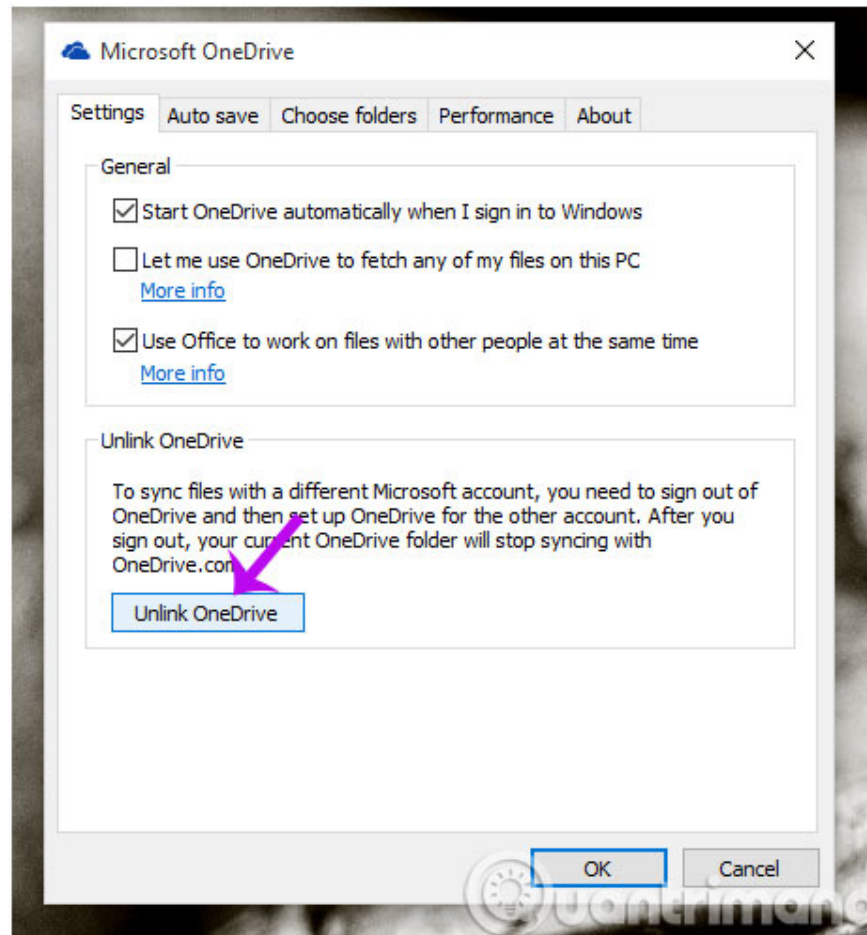 Microsoft OneDrive
Settings Auto save Choose folders Performance About
General
Start OneDrive automatically when I sign in to Windows
Let me use OneDrive to fetch any of my files on this PC
More info
Use Office to work on files with other people at the same time
More info
Unlink OneDrive
To sync files with a different Microsoft account, you need to sign out of
OneDrive and then set up OneDrive for the other account. After you
sign out, your current OneDrive folder will stop syncing with
OneDrive.com
Unlink OneDrive
OK Cancel
Quantrimang